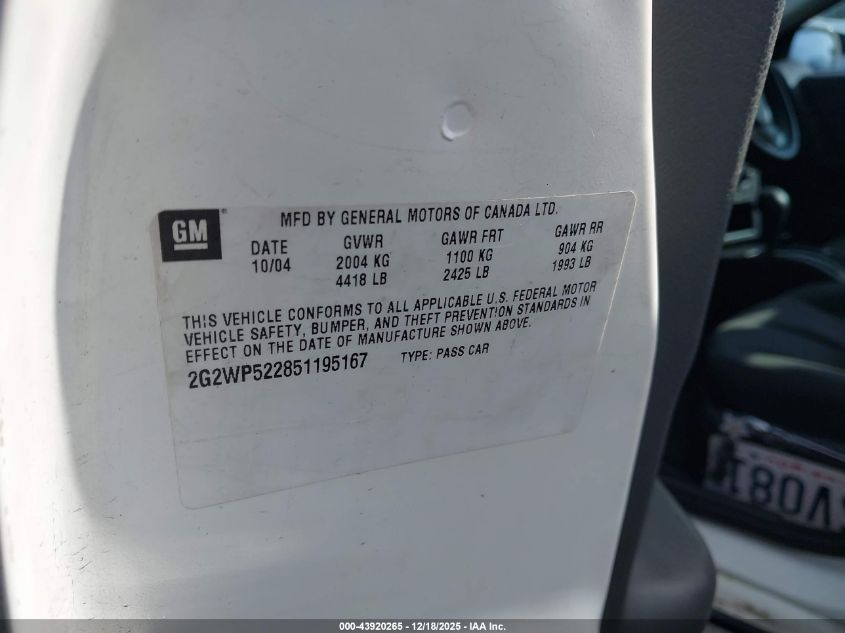 GM
MFD BY GENERAL MOTORS OF CANADA LTD.
DATE GVWR GAWR FRT GAWR RR
10/04 2004 KG 1100 KG 904 KG
4418 LB 2425 LB 1993 LB
THIS VEHICLE CONFORMS TO ALL APPLICABLE U.S. FEDERAL MOTOR
VEHICLE SAFETY, BUMPER, AND THEFT PREVENTION STANDARDS IN
EFFECT ON THE DATE OF MANUFACTURE SHOWN ABOVE.
2G2WP522851195167 TYPE: PASS CAR
000-43920265 - 12/18/2025 - IAA Inc.